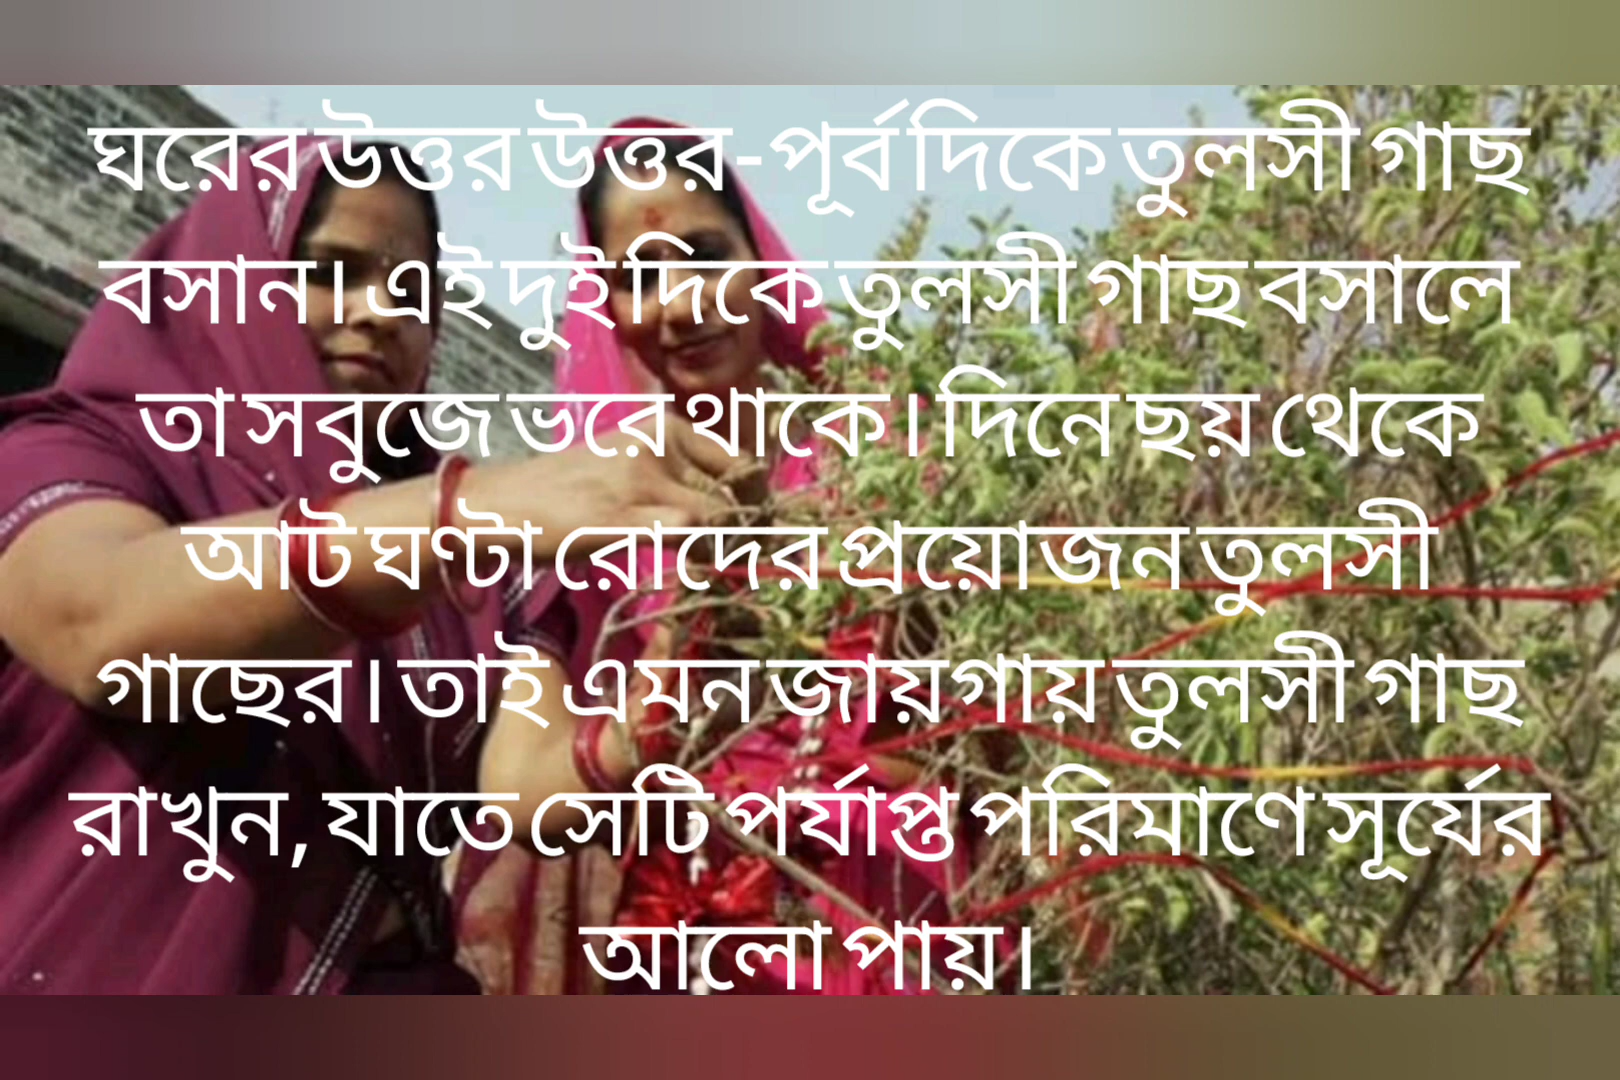 ঘরের উত্তর উত্তর-পূর্ব দিকে তুলসী গাছ
বসান। এই দুই দিকে তুলসী গাছ বসালে
তা সবুজে ভরে থাকে। দিনে ছয় থেকে
আট ঘণ্টা রোদের প্রয়োজন তুলসী
গাছের। তাই এমন জায়গায় তুলসী গাছ
রাখুন, যাতে সেটি পর্যাপ্ত পরিমাণে সূর্যের
আলো পায়।